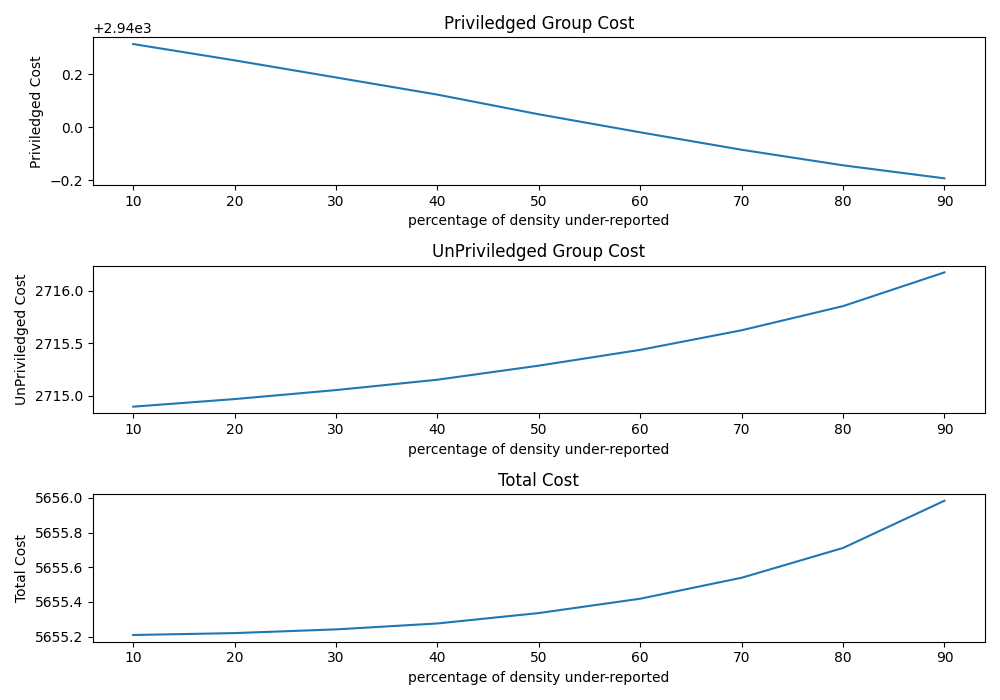 Priviledged Group Cost
+2.94e3
Priviledged Cost
0.2
0.0
−0.2
10 20 30 40 50 60 70 80 90
percentage of density under-reported
UnPriviledged Group Cost
UnPriviledged Cost
2716.0
2715.5
2715.0
10 20 30 40 50 60 70 80 90
percentage of density under-reported
Total Cost
Total Cost
5656.0
5655.8
5655.6
5655.4
5655.2
10 20 30 40 50 60 70 80 90
percentage of density under-reported